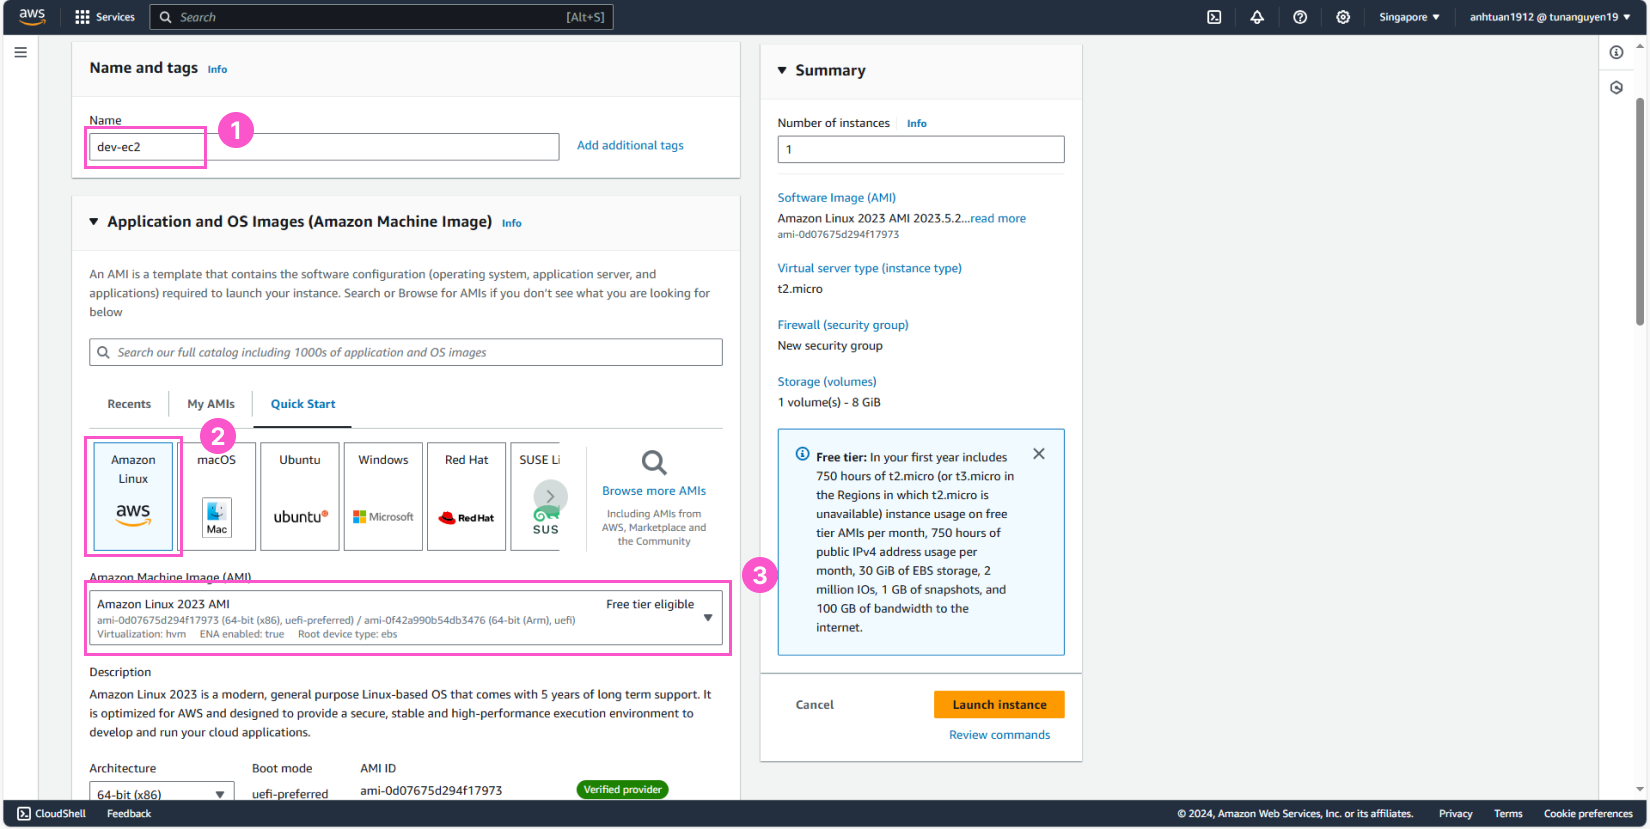 aws
Services
Search
[Alt+S]
Singapore ▼
anhtuan1912 @ tunanguyen19 ▼
Name and tags Info
Name
1
dev-ec2
Add additional tags
Application and OS Images (Amazon Machine Image) Info
An AMI is a template that contains the software configuration (operating system, application server, and
applications) required to launch your instance. Search or Browse for AMIs if you don't see what you are looking for
below
Search our full catalog including 1000s of application and OS images
Recents
My AMIs
Quick Start
2
Amazon
Linux
aws
macOS
Mac
Ubuntu
ubuntu
Windows
Microsoft
Red Hat
RedHat
SUSE Li
SUS
Browse more AMIs
Including AMIs from
AWS, Marketplace and
the Community
Amazon Machine Image (AMI)
3
Amazon Linux 2023 AMI
Free tier eligible
ami-0d07675d294f17973 (64-bit (x86), uefi-preferred) / ami-0f42a990b54db3476 (64-bit (Arm), uefi)
Virtualization: hvm ENA enabled: true Root device type: ebs
Description
Amazon Linux 2023 is a modern, general purpose Linux-based OS that comes with 5 years of long term support. It
is optimized for AWS and designed to provide a secure, stable and high-performance execution environment to
develop and run your cloud applications.
Architecture
64-bit (x86)
Boot mode
uefi-preferred
AMI ID
ami-0d07675d294f17973
Verified provider
Summary
Number of instances Info
1
Software Image (AMI)
Amazon Linux 2023 AMI 2023.5.2...read more
ami-0d07675d294f17973
Virtual server type (instance type)
t2.micro
Firewall (security group)
New security group
Storage (volumes)
1 volume(s) - 8 GiB
Free tier: In your first year includes
750 hours of t2.micro (or t3.micro in
the Regions in which t2.micro is
unavailable) instance usage on free
tier AMIs per month, 750 hours of
public IPv4 address usage per
month, 30 GiB of EBS storage, 2
million IOs, 1 GB of snapshots, and
100 GB of bandwidth to the
internet.
Cancel
Launch instance
Review commands
CloudShell
Feedback
© 2024, Amazon Web Services, Inc. or its affiliates.
Privacy
Terms
Cookie preferences